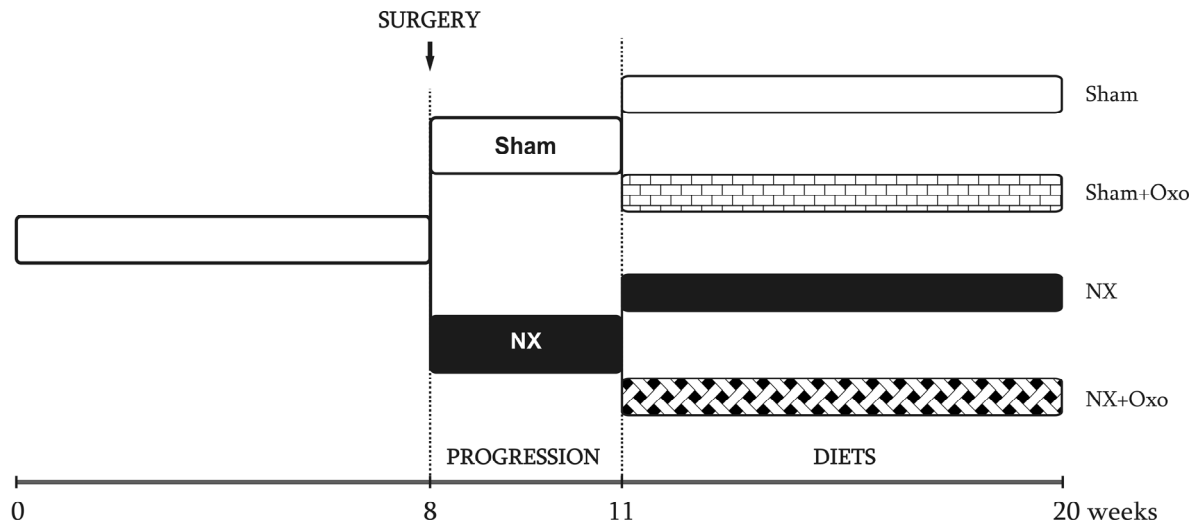 SURGERY
Sham
Sham
Sham+Oxo
NX
NX
NX+Oxo
PROGRESSION
DIETS
0
8
11
20 weeks